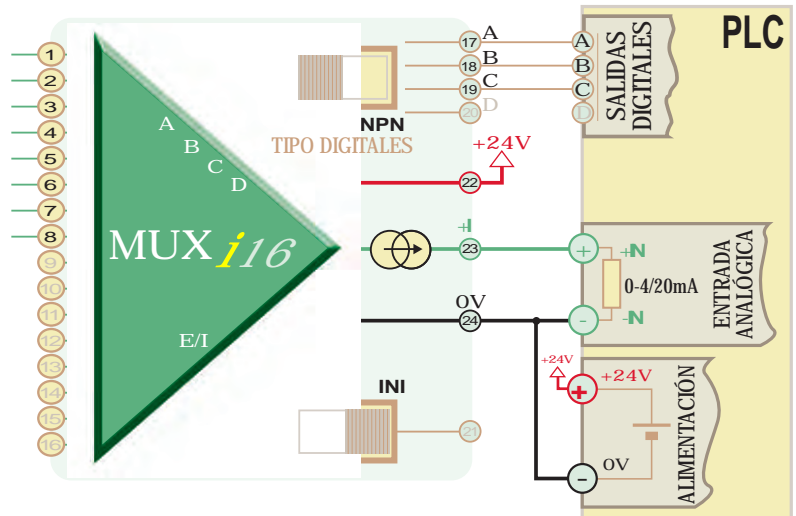 PLC
1
2
3
4
5
6
7
8
9
10
11
12
13
14
15
16
A
B
C
D
MUX i16
E/I
NPN
TIPO DIGITALES
17 A
18 B
19 C
20 D
A
B
C
D
SALIDAS
DIGITALES
+24V
22
+I
23
+
+IN
0-4/20mA
0V
24
-
-IN
ENTRADA
ANALÓGICA
INI
21
+24V
+
+24V
0V
-
ALIMENTACIÓN